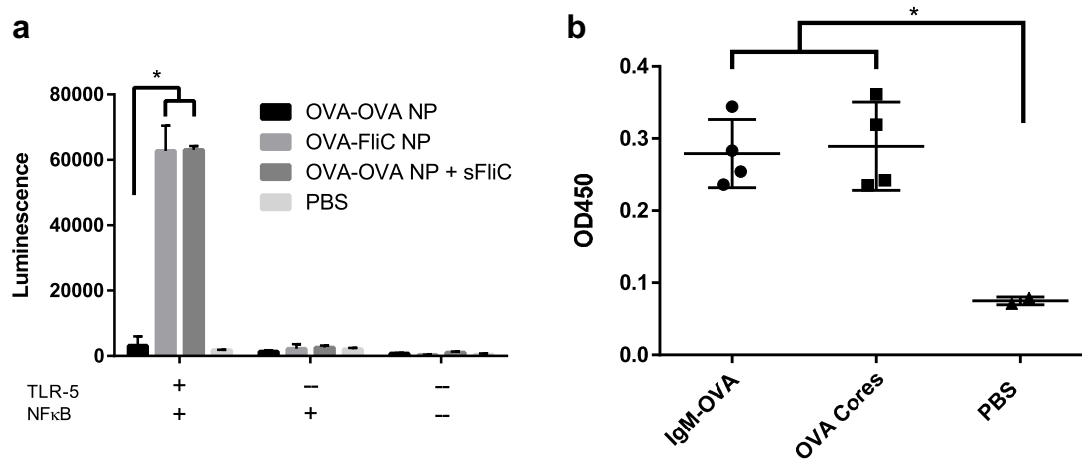 a
*
80000
60000
40000
20000
0
Luminescence
OVA-OVA NP
OVA-FliC NP
OVA-OVA NP + sFliC
PBS
TLR-5 + -- --
NFκB + + --
b
*
0.4
0.3
0.2
0.1
0.0
OD450
IgM-OVA
OVA Cores
PBS